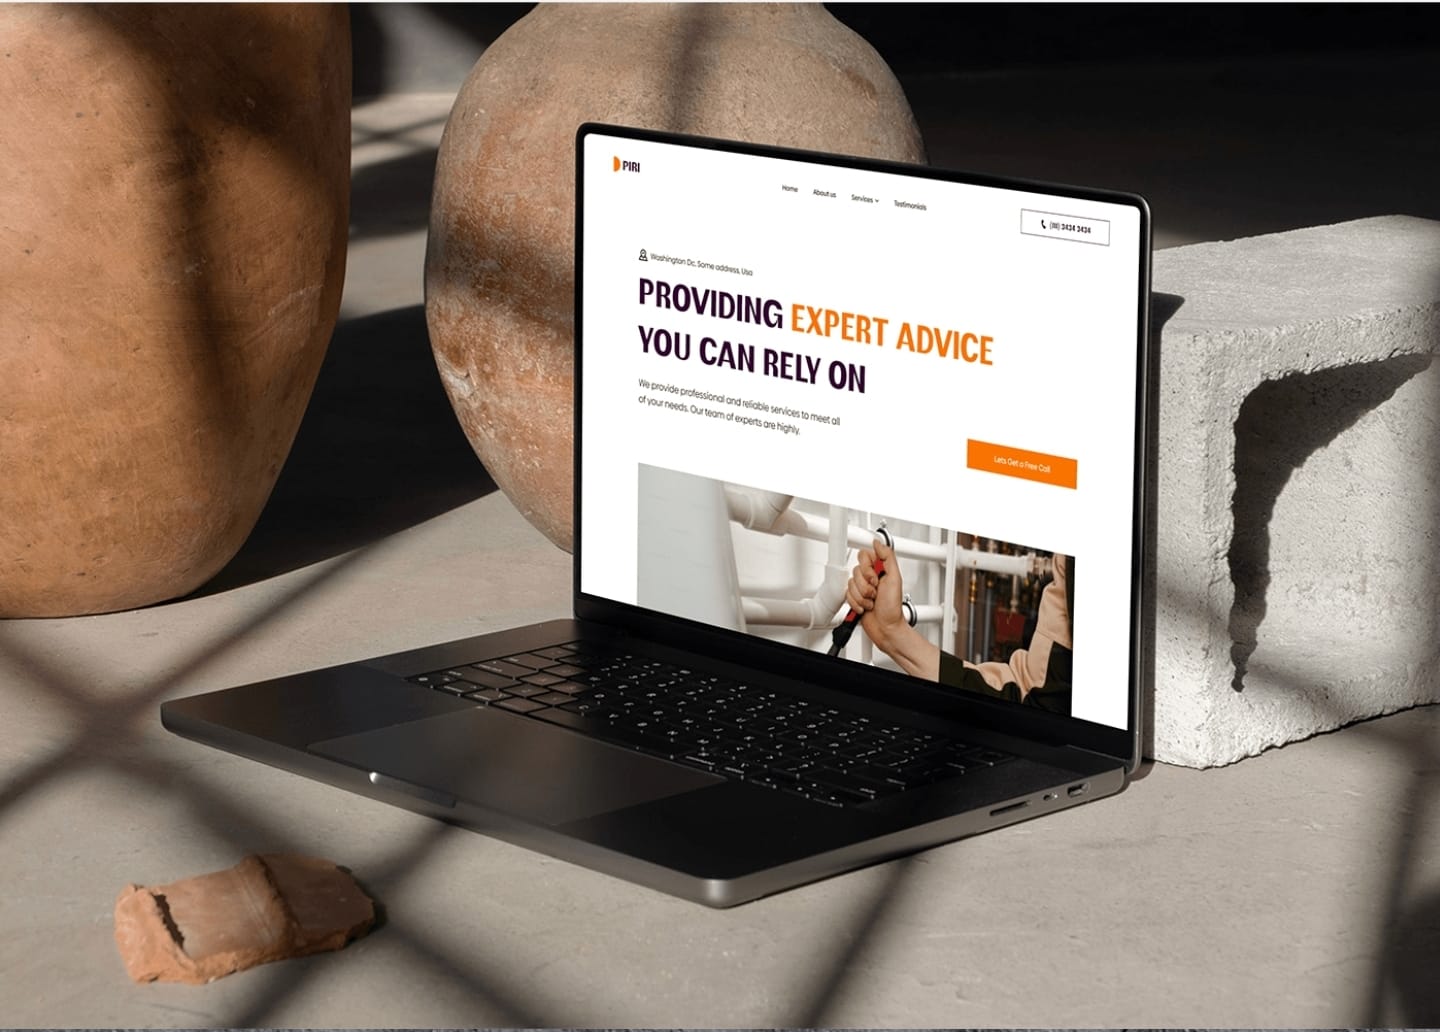 PIRI
Home About us Services Testimonials
(88) 3434 3434
Washington Dc, Some address, Usa
PROVIDING EXPERT ADVICE
YOU CAN RELY ON
We provide professional and reliable services to meet all
of your needs. Our team of experts are highly.
Lets Get a Free Call